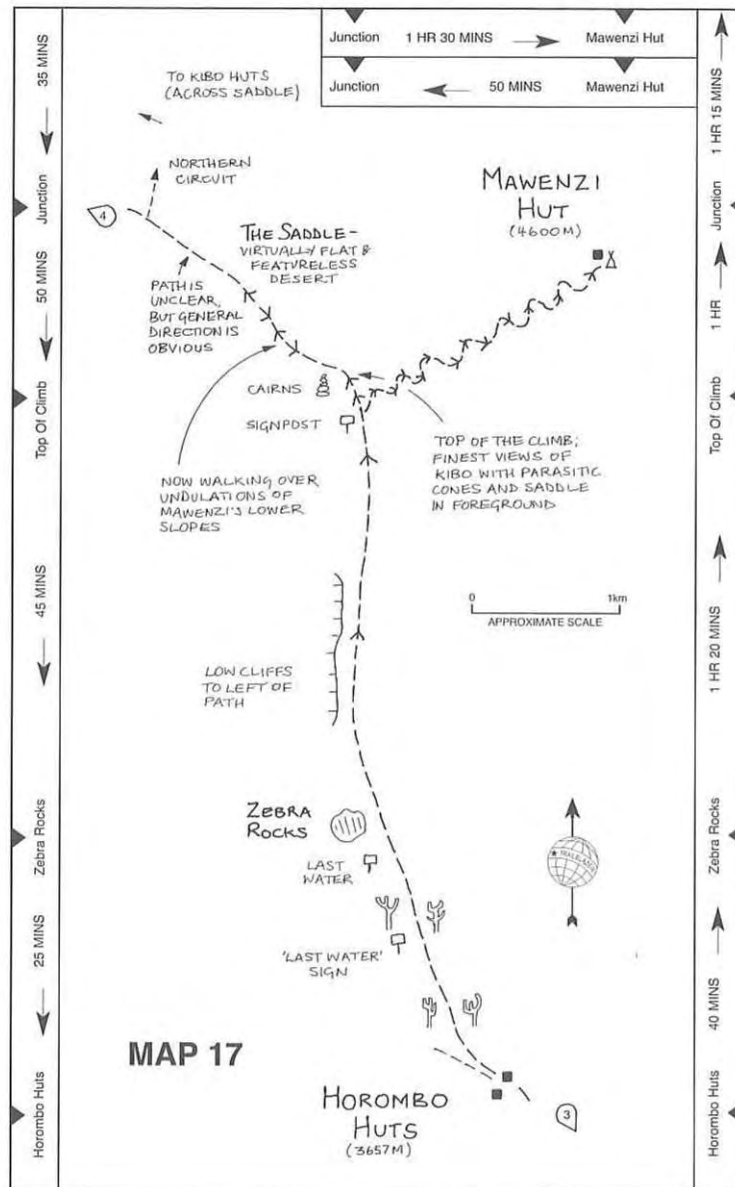 Junction 1 HR 30 MINS Mawenzi Hut
Junction 50 MINS Mawenzi Hut
35 MINS
Junction
50 MINS
Top Of Climb
45 MINS
Zebra Rocks
25 MINS
Horombo Huts
TO KIBO HUTS
(ACROSS SADDLE)
NORTHERN
CIRCUIT
4
MAWENZI
HUT
(4600M)
THE SADDLE-
VIRTUALLY FLAT &
FEATURELESS
DESERT
PATH IS
UNCLEAR,
BUT GENERAL
DIRECTION IS
OBVIOUS
CAIRNS
SIGNPOST
TOP OF THE CLIMB;
FINEST VIEWS OF
KIBO WITH PARASITIC
CONES AND SADDLE
IN FOREGROUND
NOW WALKING OVER
UNDULATIONS OF
MAWENZI'S LOWER
SLOPES
0 1km
APPROXIMATE SCALE
LOW CLIFFS
TO LEFT OF
PATH
ZEBRA
ROCKS
LAST
WATER
'LAST WATER'
SIGN
MAP 17
HOROMBO
HUTS
(3657M)
3
1 HR 15 MINS
Junction
1 HR
Top Of Climb
1 HR 20 MINS
Zebra Rocks
40 MINS
Horombo Huts